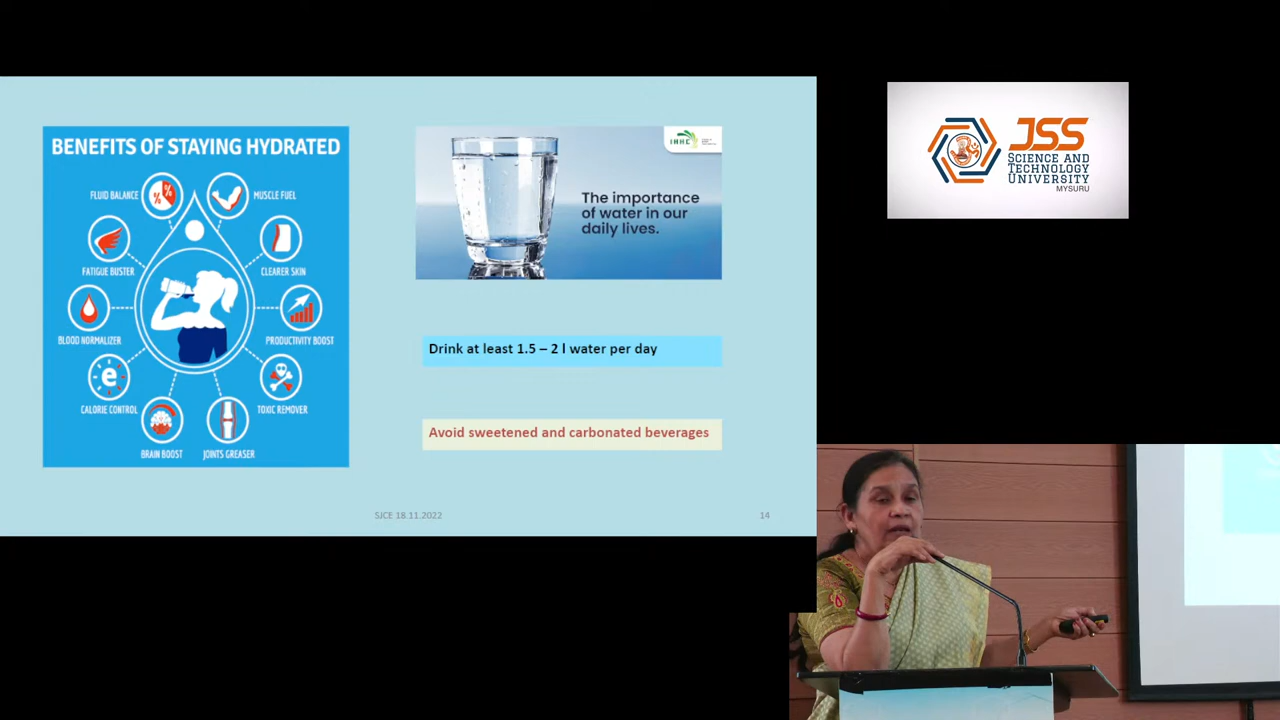 BENEFITS OF STAYING HYDRATED
FLUID BALANCE
MUSCLE FUEL
FATIGUE BUSTER
CLEARER SKIN
BLOOD NORMALIZER
PRODUCTIVITY BOOST
CALORIE CONTROL
TOXIC REMOVER
BRAIN BOOST
JOINTS GREASER
The importance
of water in our
daily lives.
Drink at least 1.5 – 2 l water per day
Avoid sweetened and carbonated beverages
SJCE 18.11.2022
14
JSS
SCIENCE AND
TECHNOLOGY
UNIVERSITY
MYSURU